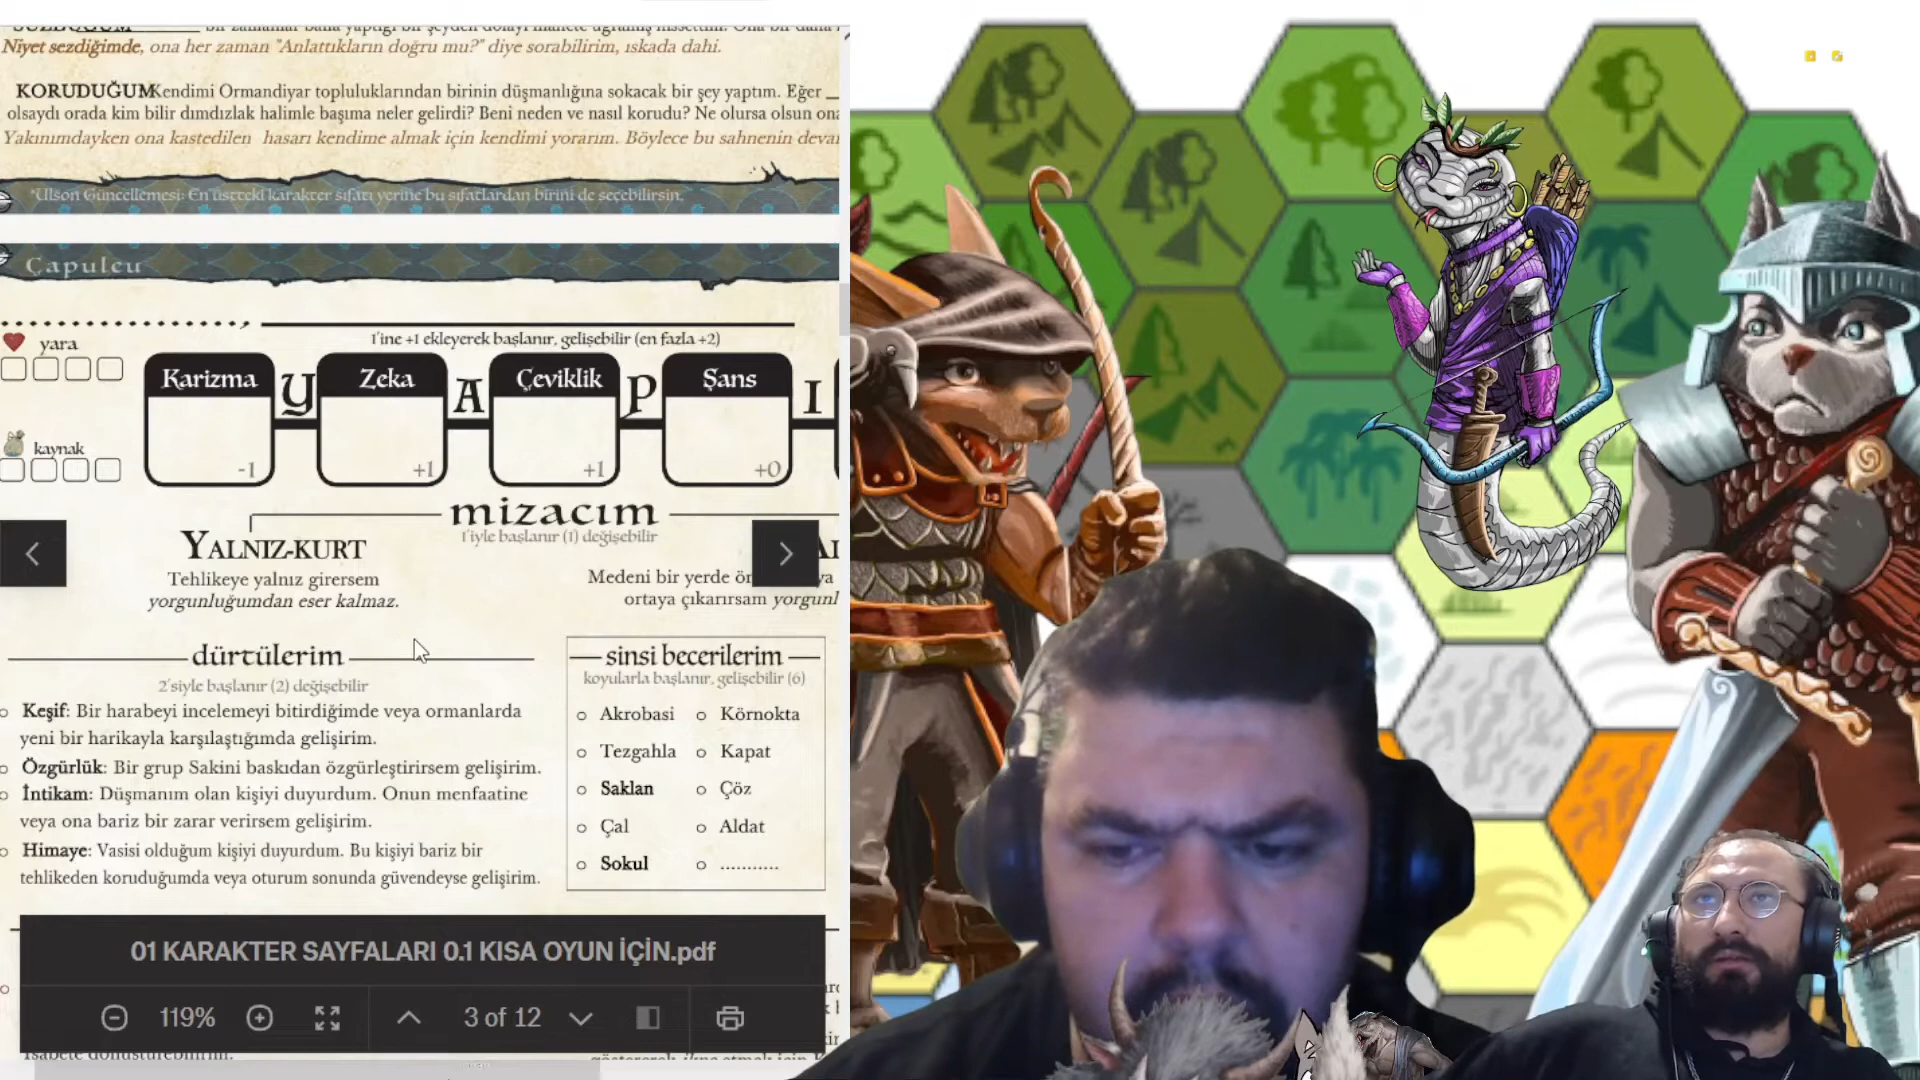 Niyet sezdiğimde, ona her zaman "Anlattıkların doğru mu?" diye sorabilirim, ıskada dahi.
KORUDUĞUM Kendimi Ormandiyar topluluklarından birinin düşmanlığına sokacak bir şey yaptım. Eğer
olsaydı orada kim bilir dımdızlak halimle başıma neler gelirdi? Beni neden ve nasıl korudu? Ne olursa olsun ona
Yakınımdayken ona kastedilen hasarı kendime almak için kendimi yorarım. Böylece bu sahnenin devar
*Ulson Güncellemesi: En üstteki karakter sıfatı yerine bu sıfatlardan birini de seçebilirsin.
Çapulcu
1'ine +1 ekleyerek başlanır, gelişebilir (en fazla +2)
yara
Karizma Y Zeka A Çeviklik P Şans I
kaynak
-1 +1 +1 +0
mizacım
1'iyle başlanır (1) değişebilir
YALNIZ-KURT
Tehlikeye yalnız girersem
yorgunluğumdan eser kalmaz.
Medeni bir yerde
ortaya çıkarırsam yorgunl
dürtülerim
2'siyle başlanır (2) değişebilir
Keşif: Bir harabeyi incelemeyi bitirdiğimde veya ormanlarda
yeni bir harikayla karşılaştığımda gelişirim.
Özgürlük: Bir grup Sakini baskıdan özgürleştirirsem gelişirim.
İntikam: Düşmanım olan kişiyi duyurdum. Onun menfaatine
veya ona bariz bir zarar verirsem gelişirim.
Himaye: Vasisi olduğum kişiyi duyurdum. Bu kişiyi bariz bir
tehlikeden koruduğumda veya oturum sonunda güvendeyse gelişirim.
sinsi becerilerim
koyularla başlanır, gelişebilir (6)
Akrobasi Körnokta
Tezgahla Kapat
Saklan Çöz
Çal Aldat
Sokul ...........
01 KARAKTER SAYFALARI 0.1 KISA OYUN İÇİN.pdf
119% 3 of 12